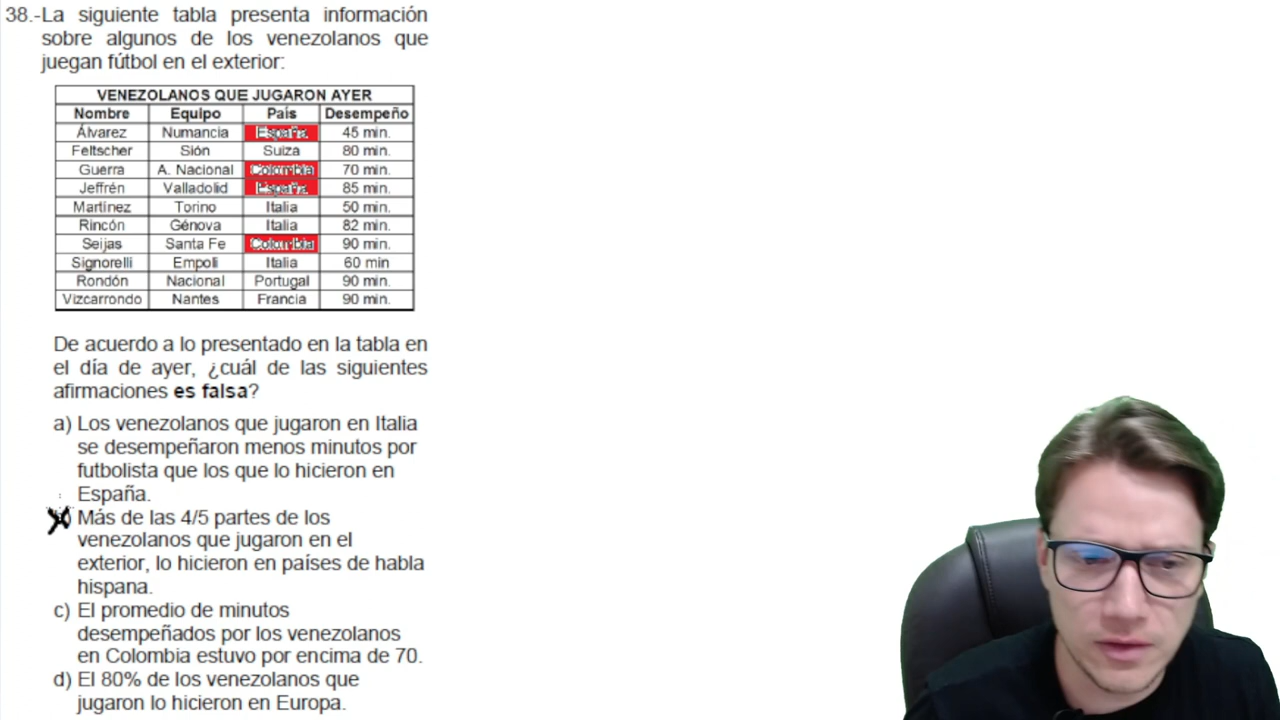 38.-La siguiente tabla presenta información
sobre algunos de los venezolanos que
juegan fútbol en el exterior:
VENEZOLANOS QUE JUGARON AYER
Nombre Equipo País Desempeño
Álvarez Numancia España 45 min.
Feltscher Sión Suiza 80 min.
Guerra A. Nacional Colombia 70 min.
Jeffrén Valladolid España 85 min.
Martínez Torino Italia 50 min.
Rincón Génova Italia 82 min.
Seijas Santa Fe Colombia 90 min.
Signorelli Empoli Italia 60 min
Rondón Nacional Portugal 90 min.
Vizcarrondo Nantes Francia 90 min.
De acuerdo a lo presentado en la tabla en
el día de ayer, ¿cuál de las siguientes
afirmaciones es falsa?
a) Los venezolanos que jugaron en Italia
se desempeñaron menos minutos por
futbolista que los que lo hicieron en
España.
Más de las 4/5 partes de los
venezolanos que jugaron en el
exterior, lo hicieron en países de habla
hispana.
c) El promedio de minutos
desempeñados por los venezolanos
en Colombia estuvo por encima de 70.
d) El 80% de los venezolanos que
jugaron lo hicieron en Europa.